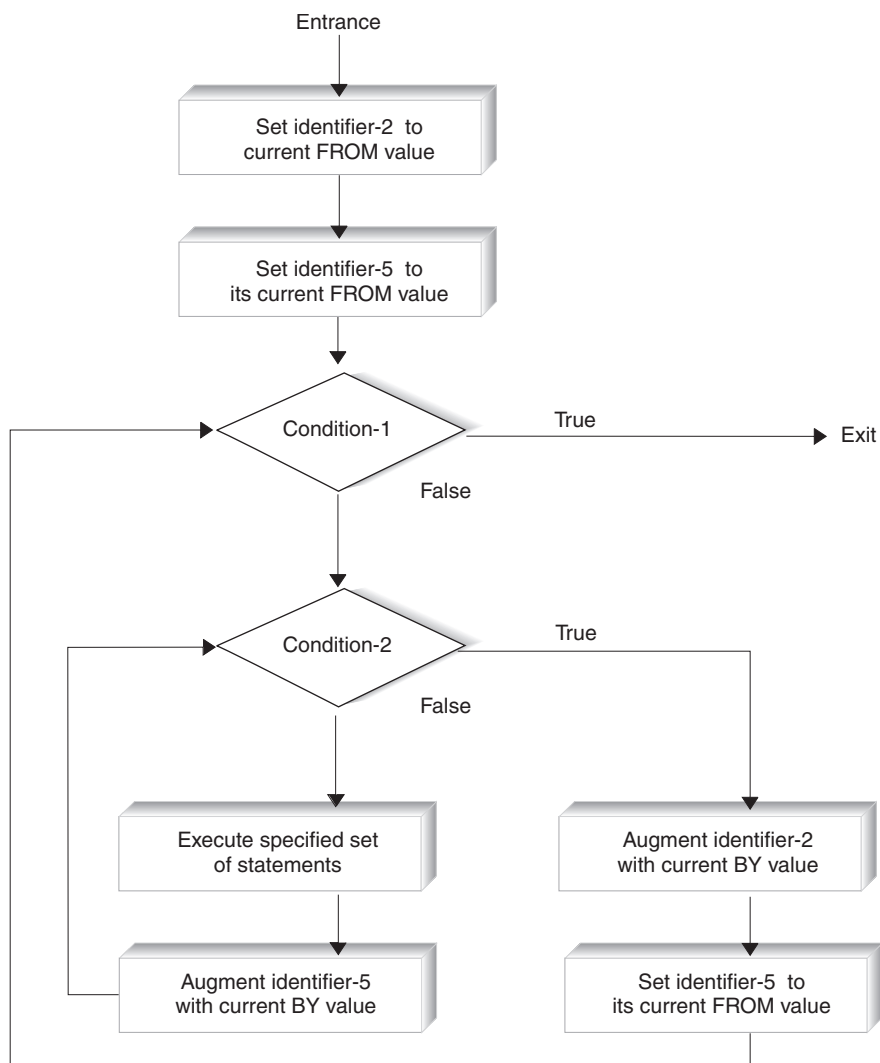 Entrance
Set identifier-2 to
current FROM value
Set identifier-5 to
its current FROM value
Condition-1
True
Exit
False
Condition-2
True
False
Execute specified set
of statements
Augment identifier-2
with current BY value
Augment identifier-5
with current BY value
Set identifier-5 to
its current FROM value